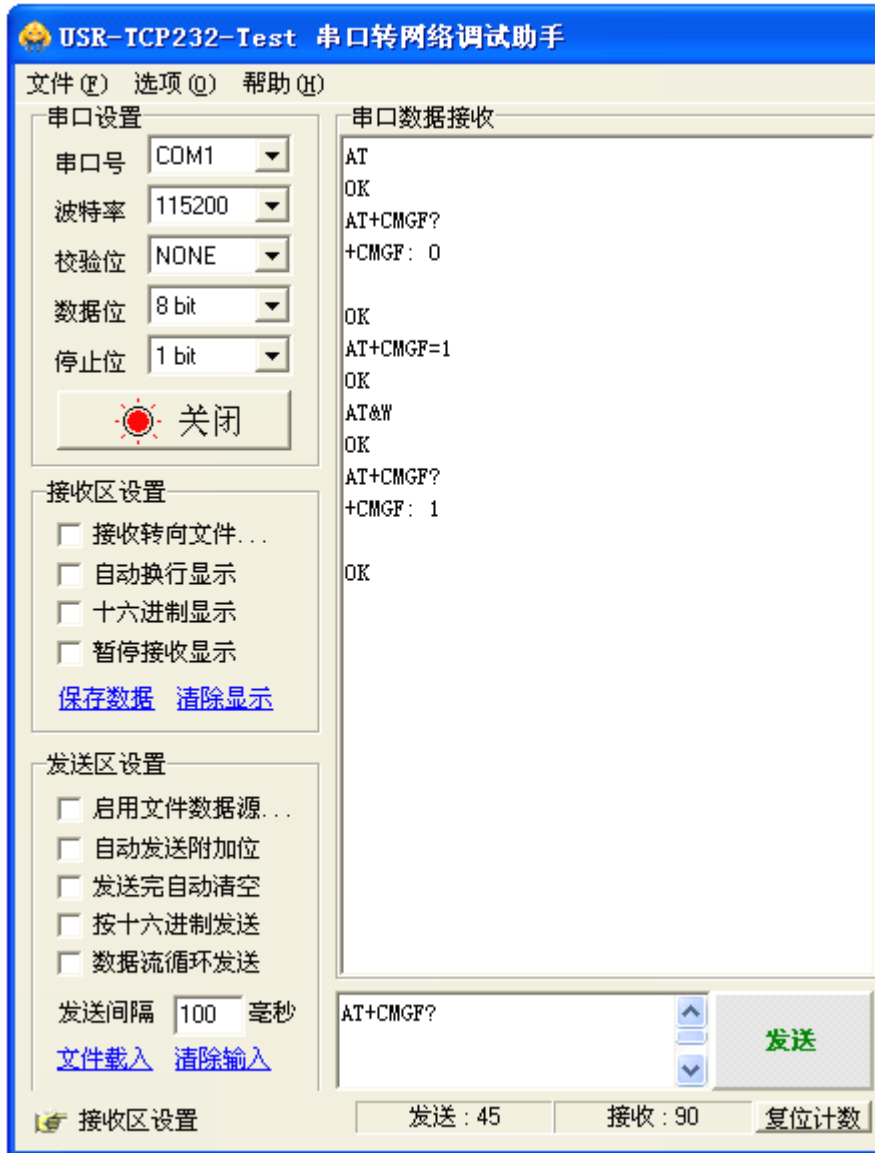 USR-TCP232-Test 串口转网络调试助手
文件(F) 选项(O) 帮助(H)
串口设置
串口号 COM1
波特率 115200
校验位 NONE
数据位 8 bit
停止位 1 bit
关闭
接收区设置
接收转向文件...
自动换行显示
十六进制显示
暂停接收显示
保存数据 清除显示
发送区设置
启用文件数据源...
自动发送附加位
发送完自动清空
按十六进制发送
数据流循环发送
发送间隔 100 毫秒
文件载入 清除输入
串口数据接收
AT
OK
AT+CMGF?
+CMGF: 0
OK
AT+CMGF=1
OK
AT&W
OK
AT+CMGF?
+CMGF: 1
OK
AT+CMGF?
发送
接收区设置 发送 : 45 接收 : 90 复位计数